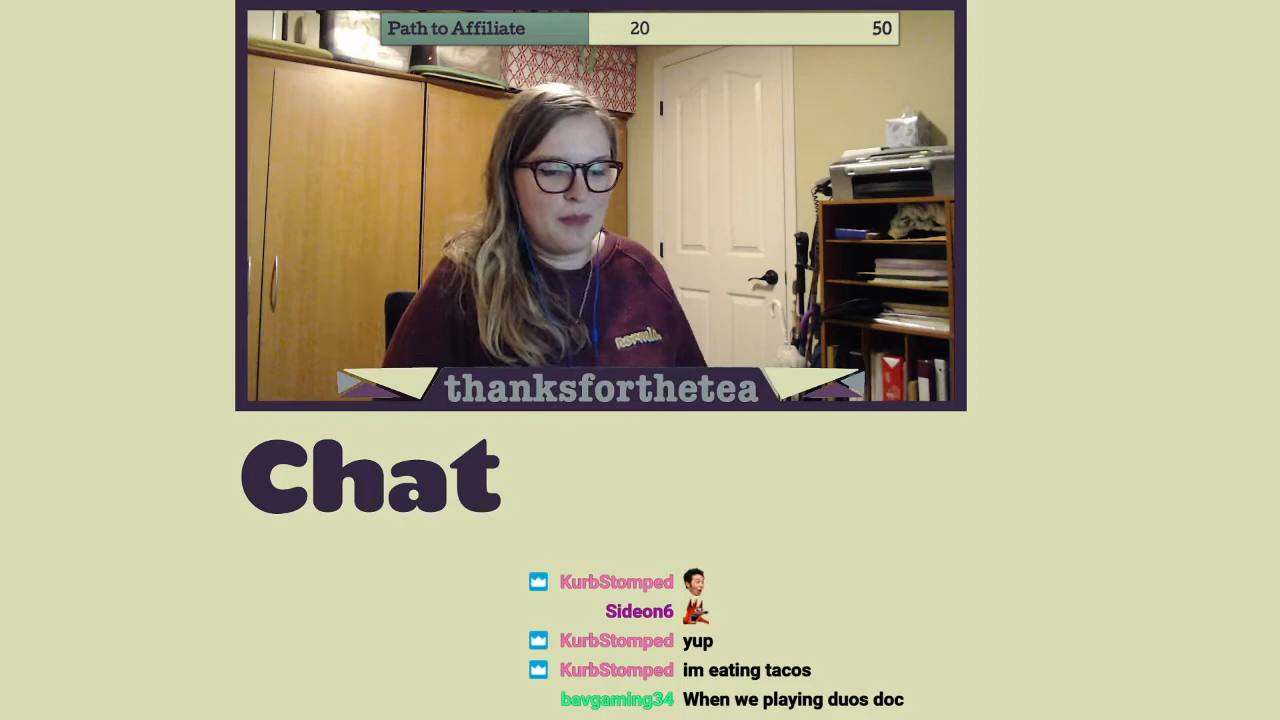 Path to Affiliate 20 50
normal
thanksforthetea
Chat
KurbStomped
Sideon6
KurbStomped yup
KurbStomped im eating tacos
bavgaming34 When we playing duos doc